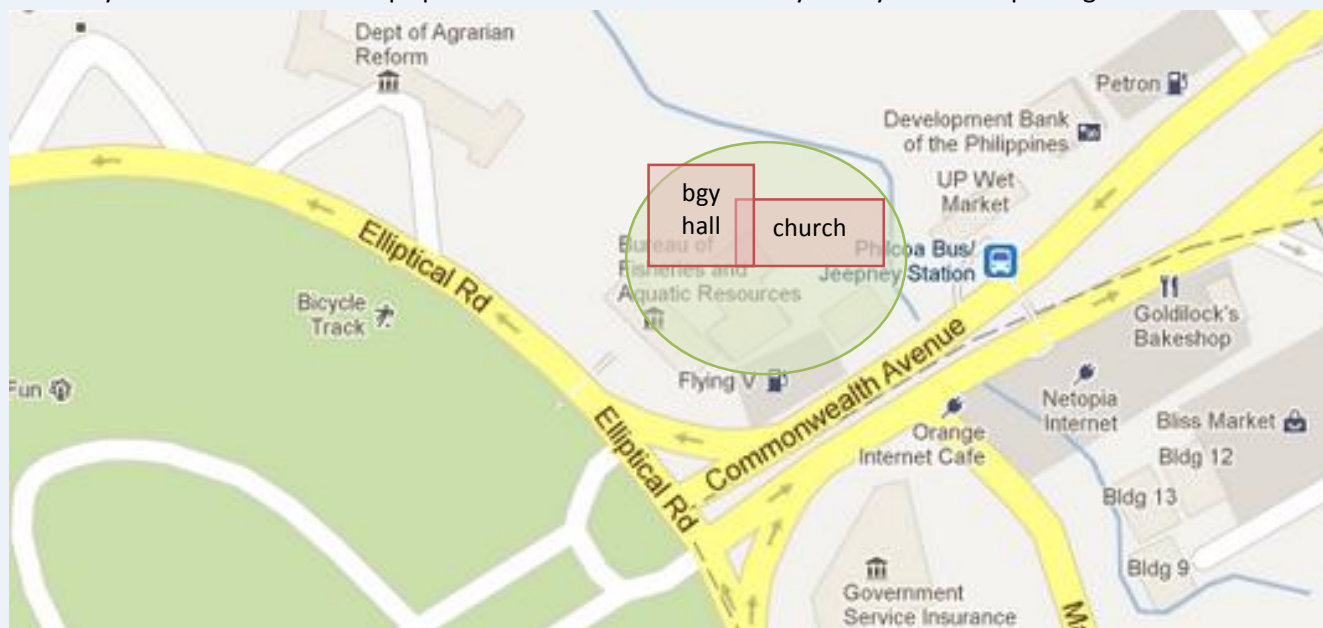 Dept of Agrarian
Reform
Petron
Development Bank
of the Philippines
UP Wet
Market
bgy
hall
church
Elliptical Rd
Bureau of
Fisheries and
Aquatic Resources
Philcoa Bus/
Jeepney Station
Bicycle
Track
Goldilock's
Bakeshop
Fun
Flying V
Commonwealth Avenue
Netopia
Internet
Orange
Internet Cafe
Bliss Market
Bldg 12
Elliptical Rd
Bldg 13
Bldg 9
Government
Service Insurance
Ma